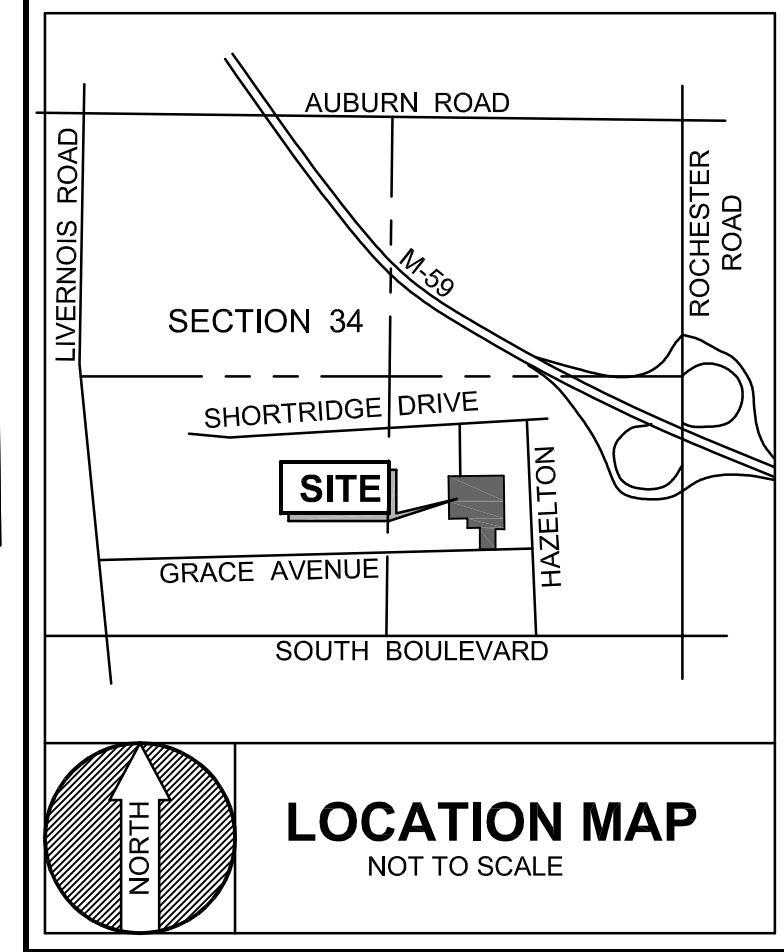 AUBURN ROAD
LIVERNOIS ROAD
ROCHESTER
ROAD
M-59
SECTION 34
SHORTRIDGE DRIVE
SITE
HAZELTON
GRACE AVENUE
SOUTH BOULEVARD
NORTH
LOCATION MAP
NOT TO SCALE